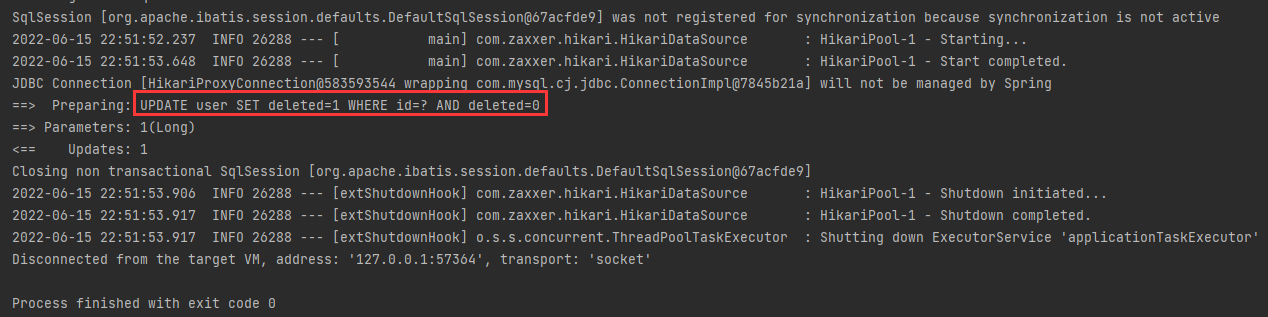 SqlSession [org.apache.ibatis.session.defaults.DefaultSqlSession@67acfde9] was not registered for synchronization because synchronization is not active
2022-06-15 22:51:52.237  INFO 26288 --- [           main] com.zaxxer.hikari.HikariDataSource       : HikariPool-1 - Starting...
2022-06-15 22:51:53.648  INFO 26288 --- [           main] com.zaxxer.hikari.HikariDataSource       : HikariPool-1 - Start completed.
JDBC Connection [HikariProxyConnection@583593544 wrapping com.mysql.cj.jdbc.ConnectionImpl@7845b21a] will not be managed by Spring
==>  Preparing: UPDATE user SET deleted=1 WHERE id=? AND deleted=0
==> Parameters: 1(Long)
<==    Updates: 1
Closing non transactional SqlSession [org.apache.ibatis.session.defaults.DefaultSqlSession@67acfde9]
2022-06-15 22:51:53.906  INFO 26288 --- [extShutdownHook] com.zaxxer.hikari.HikariDataSource       : HikariPool-1 - Shutdown initiated...
2022-06-15 22:51:53.917  INFO 26288 --- [extShutdownHook] com.zaxxer.hikari.HikariDataSource       : HikariPool-1 - Shutdown completed.
2022-06-15 22:51:53.917  INFO 26288 --- [extShutdownHook] o.s.s.concurrent.ThreadPoolTaskExecutor  : Shutting down ExecutorService 'applicationTaskExecutor'
Disconnected from the target VM, address: '127.0.0.1:57364', transport: 'socket'
Process finished with exit code 0